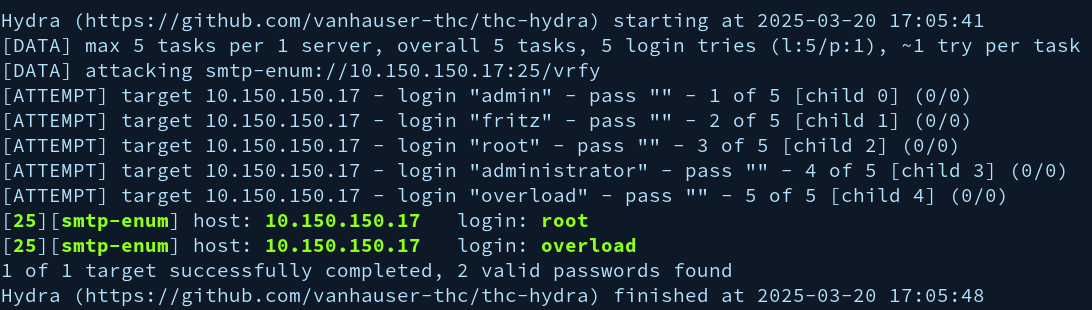 Hydra (https://github.com/vanhauser-thc/thc-hydra) starting at 2025-03-20 17:05:41
[DATA] max 5 tasks per 1 server, overall 5 tasks, 5 login tries (l:5/p:1), ~1 try per task
[DATA] attacking smtp-enum://10.150.150.17:25/vrfy
[ATTEMPT] target 10.150.150.17 - login "admin" - pass "" - 1 of 5 [child 0] (0/0)
[ATTEMPT] target 10.150.150.17 - login "fritz" - pass "" - 2 of 5 [child 1] (0/0)
[ATTEMPT] target 10.150.150.17 - login "root" - pass "" - 3 of 5 [child 2] (0/0)
[ATTEMPT] target 10.150.150.17 - login "administrator" - pass "" - 4 of 5 [child 3] (0/0)
[ATTEMPT] target 10.150.150.17 - login "overload" - pass "" - 5 of 5 [child 4] (0/0)
[25][smtp-enum] host: 10.150.150.17   login: root
[25][smtp-enum] host: 10.150.150.17   login: overload
1 of 1 target successfully completed, 2 valid passwords found
Hydra (https://github.com/vanhauser-thc/thc-hydra) finished at 2025-03-20 17:05:48